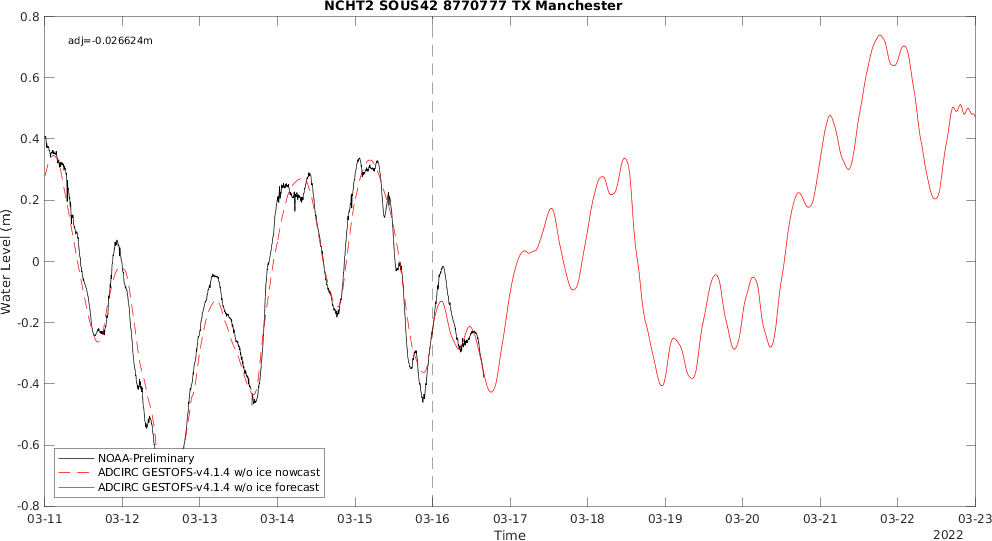 NCHT2 SOUS42 8770777 TX Manchester
adj=-0.026624m
0.8
0.6
0.4
0.2
0
-0.2
-0.4
-0.6
-0.8
Water Level (m)
NOAA-Preliminary
ADCIRC GESTOFS-v4.1.4 w/o ice nowcast
ADCIRC GESTOFS-v4.1.4 w/o ice forecast
03-11 03-12 03-13 03-14 03-15 03-16 03-17 03-18 03-19 03-20 03-21 03-22 03-23
Time
2022